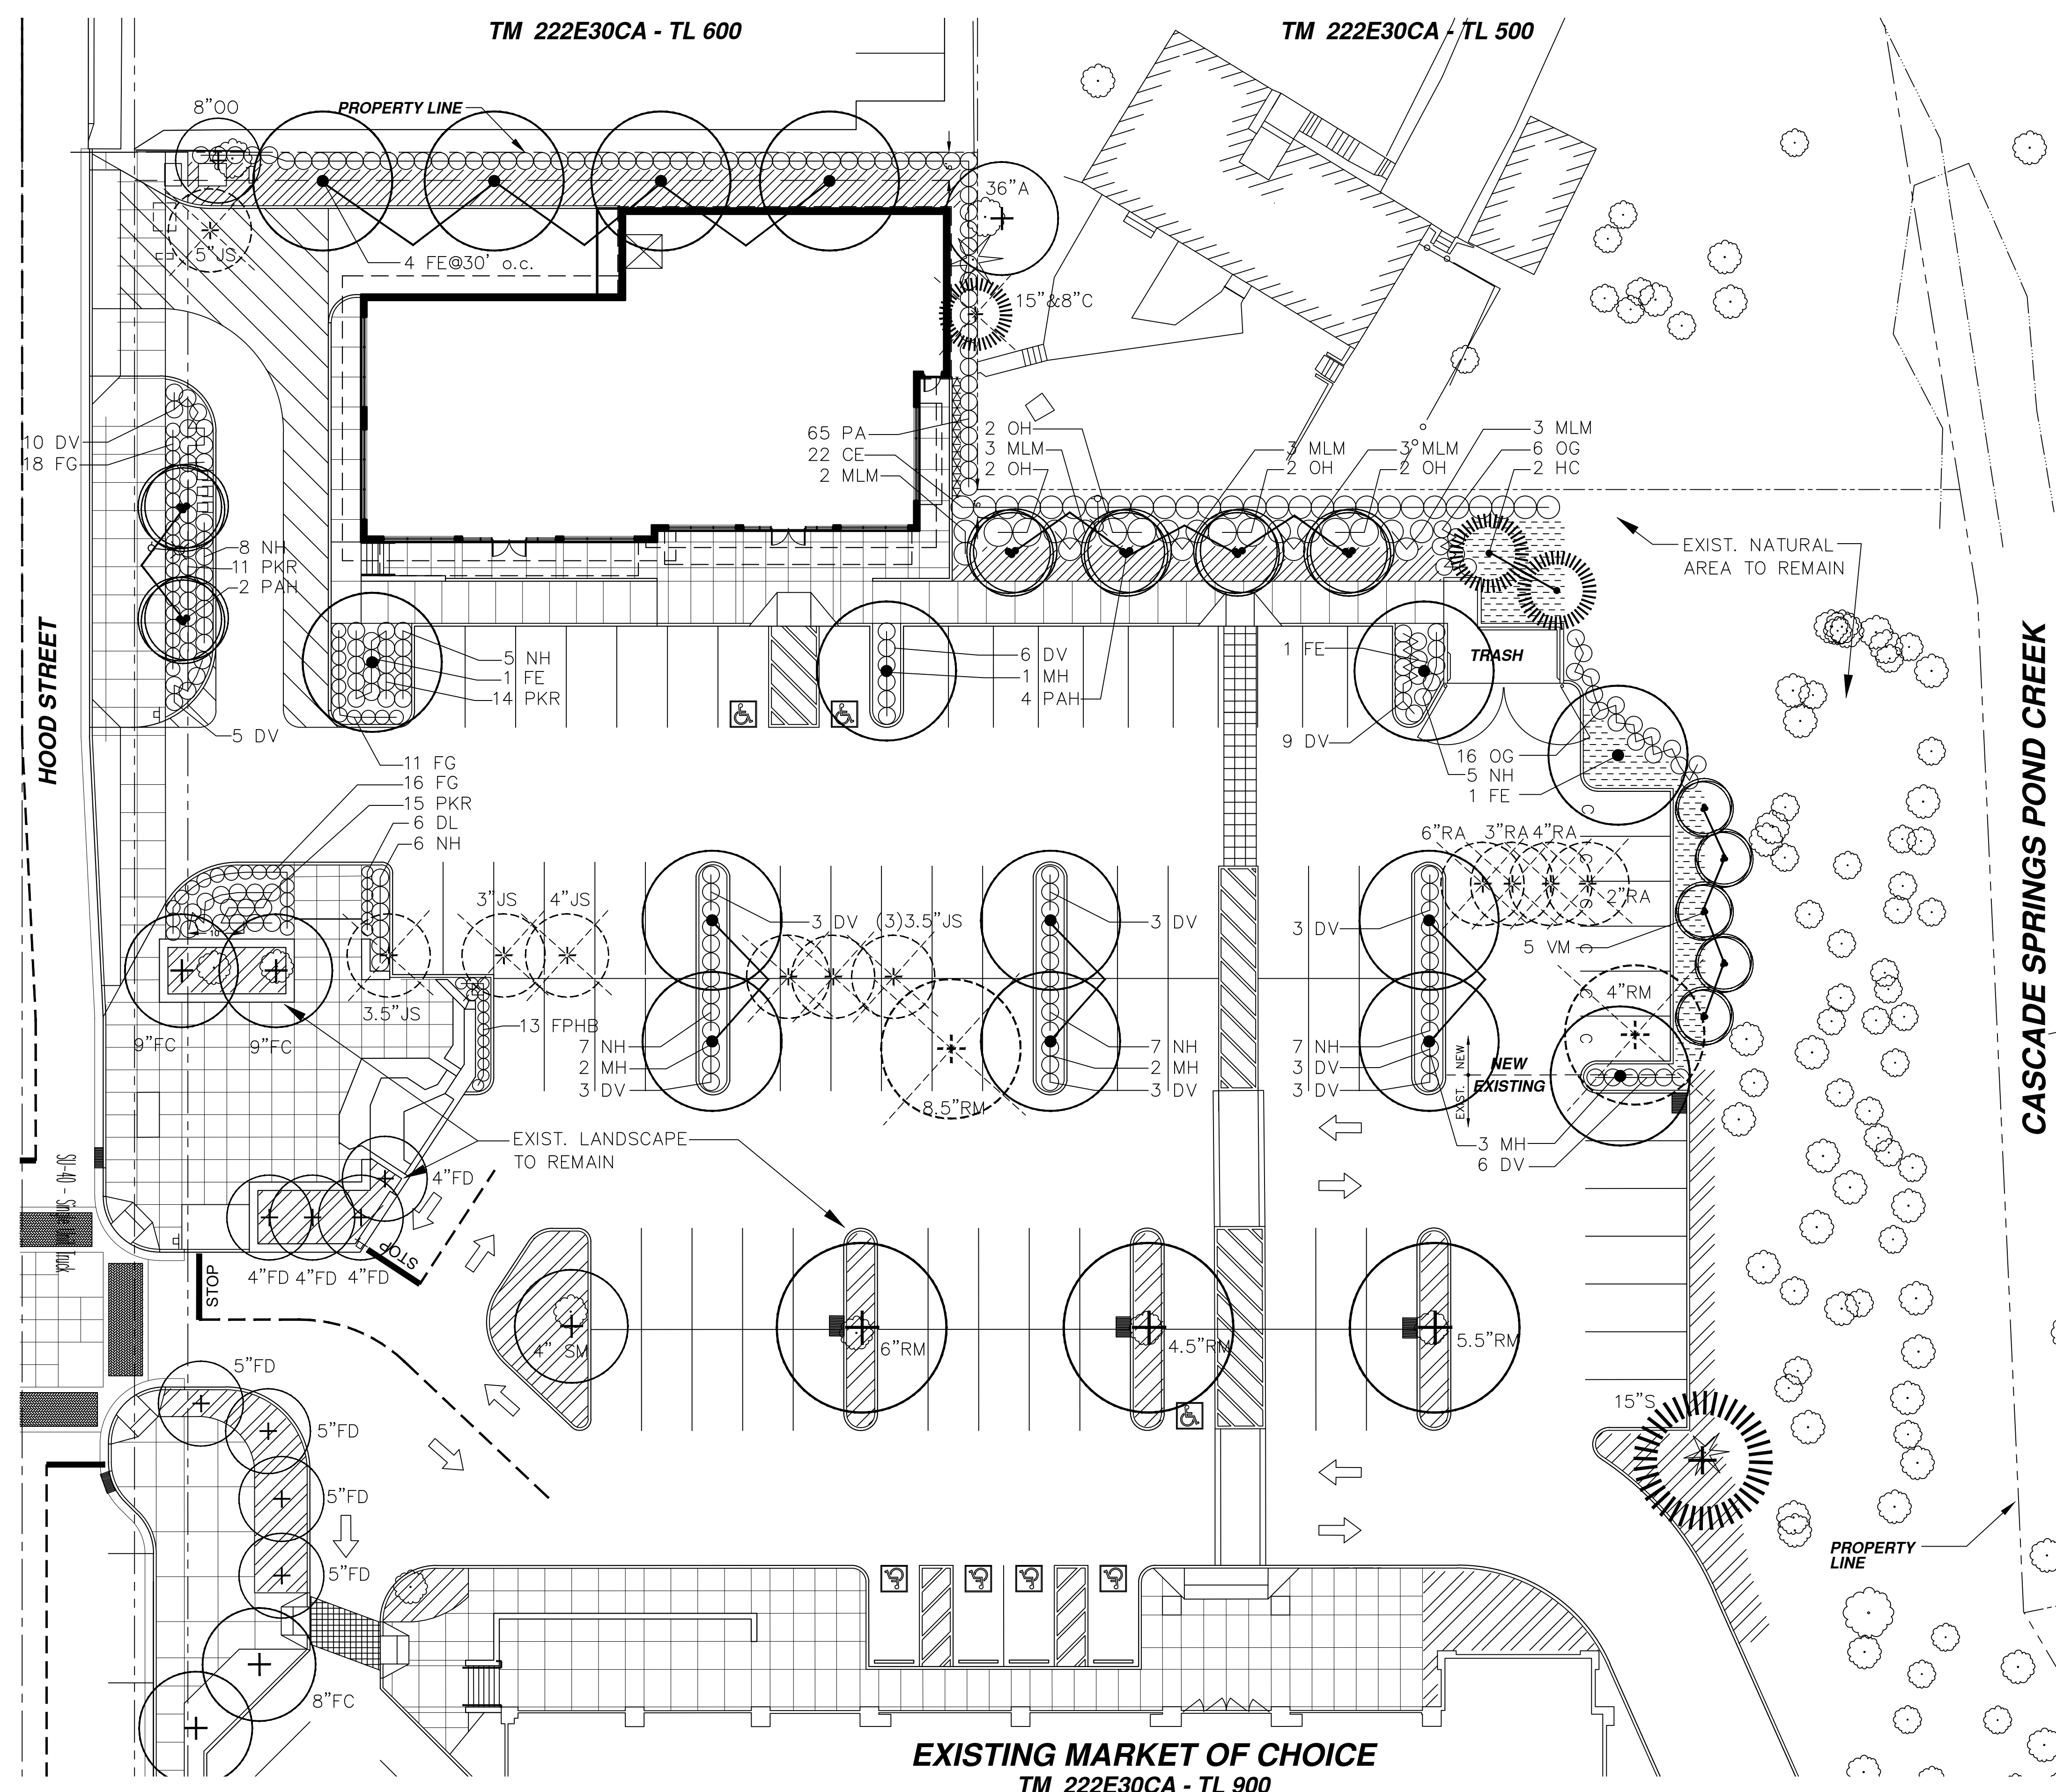 TM 222E30CA - TL 600
TM 222E30CA - TL 500
8"OO
PROPERTY LINE
36"A
5"JS
4 FE@30' o.c.
15"&8"C
10 DV
18 FG
65 PA
22 CE
2 MLM
2 OH
3 MLM
2 OH
3 MLM
2 OH
3 MLM
2 OH
3 MLM
6 OG
2 HC
8 NH
11 PKR
2 PAH
EXIST. NATURAL
AREA TO REMAIN
HOOD STREET
5 NH
1 FE
14 PKR
6 DV
1 MH
4 PAH
1 FE
TRASH
5 DV
9 DV
11 FG
16 FG
15 PKR
6 DL
6 NH
16 OG
5 NH
1 FE
CASCADE SPRINGS POND CREEK
6"RA
3"RA
4"RA
2"RA
3"JS
4"JS
3 DV
(3)3.5"JS
3 DV
3 DV
5 VM
10
3.5"JS
4"RM
9"FC
9"FC
13 FPHB
7 NH
2 MH
3 DV
8.5"RM
7 NH
2 MH
3 DV
7 NH
3 DV
3 DV
NEW
EXIST.
NEW
EXISTING
3 MH
6 DV
EXIST. LANDSCAPE
TO REMAIN
SU-40 - Single Unit Truck
4"FD
4"FD
4"FD
4"FD
STOP
STOP
4" SM
6"RM
4.5"RM
5.5"RM
5"FD
5"FD
5"FD
5"FD
15"S
PROPERTY
LINE
8"FC
EXISTING MARKET OF CHOICE
TM 222E30CA - TL 900